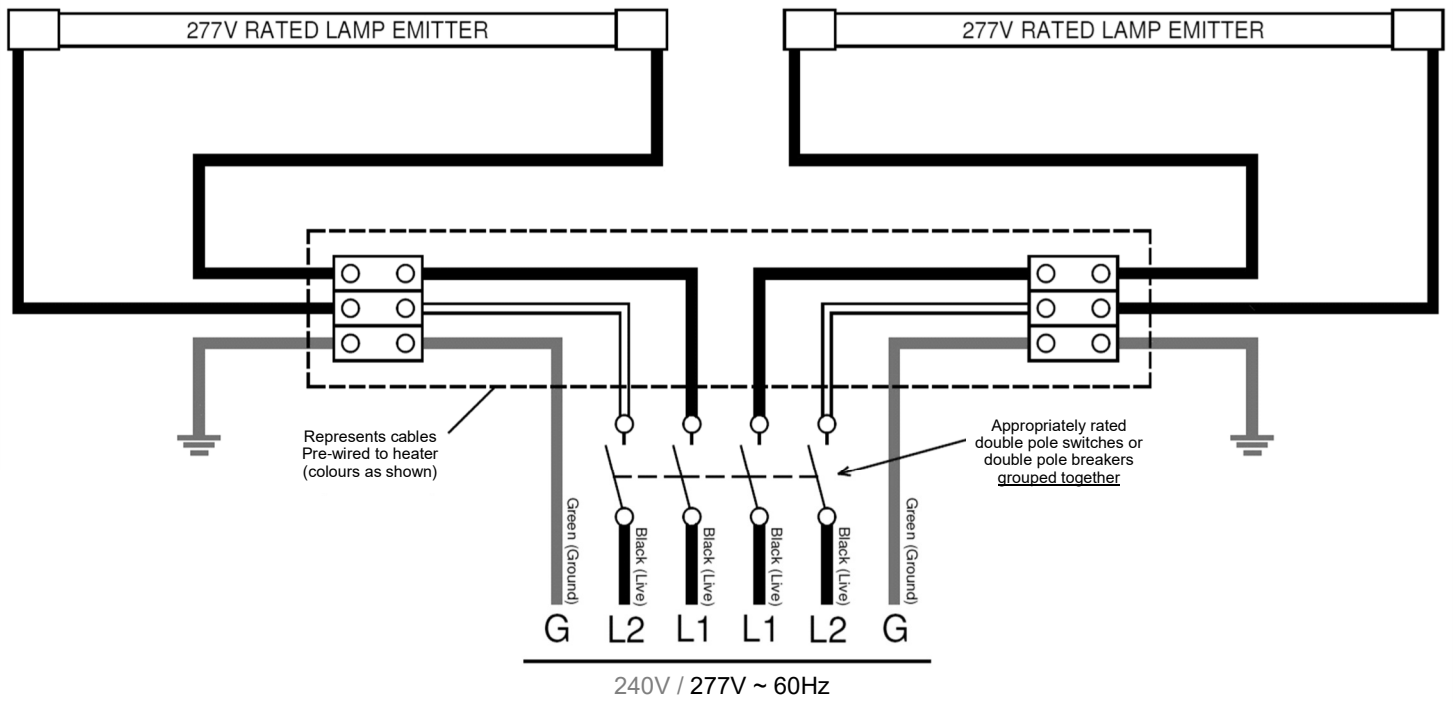 277V RATED LAMP EMITTER
277V RATED LAMP EMITTER
Represents cables
Pre-wired to heater
(colours as shown)
Appropriately rated
double pole switches or
double pole breakers
grouped together
Green (Ground)
Black (Live)
Black (Live)
Black (Live)
Black (Live)
Green (Ground)
G L2 L1 L1 L2 G
240V / 277V ~ 60Hz